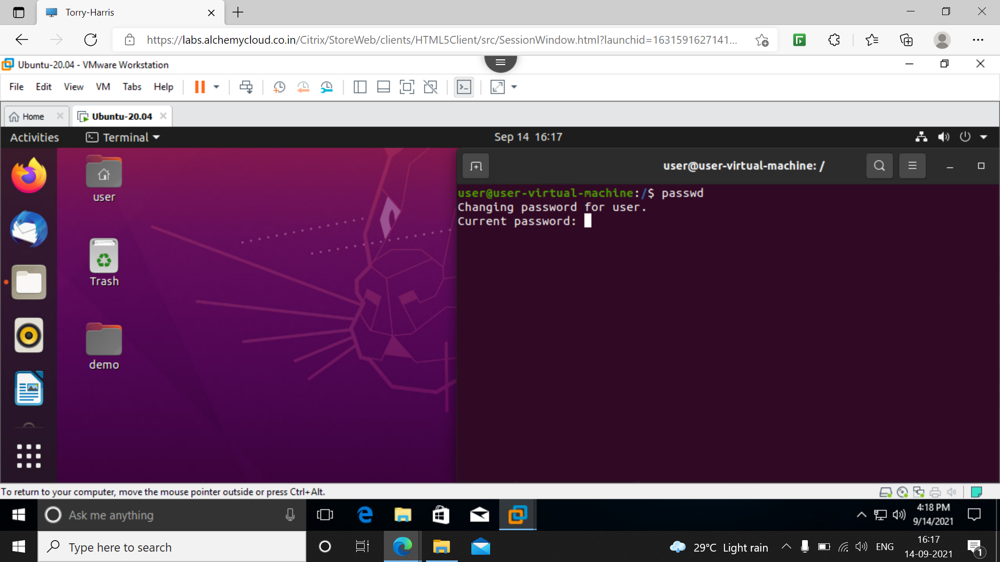 Torry-Harris
https://labs.alchemycloud.co.in/Citrix/StoreWeb/clients/HTML5Client/src/SessionWindow.html?launchid=1631591627141...
Ubuntu-20.04 - VMware Workstation
File Edit View VM Tabs Help
Home Ubuntu-20.04
Activities Terminal Sep 14 16:17
user@user-virtual-machine: /
user
Trash
demo
user@user-virtual-machine:/$ passwd
Changing password for user.
Current password:
To return to your computer, move the mouse pointer outside or press Ctrl+Alt.
Ask me anything
4:18 PM
9/14/2021
Type here to search
29°C Light rain
ENG
16:17
14-09-2021
1